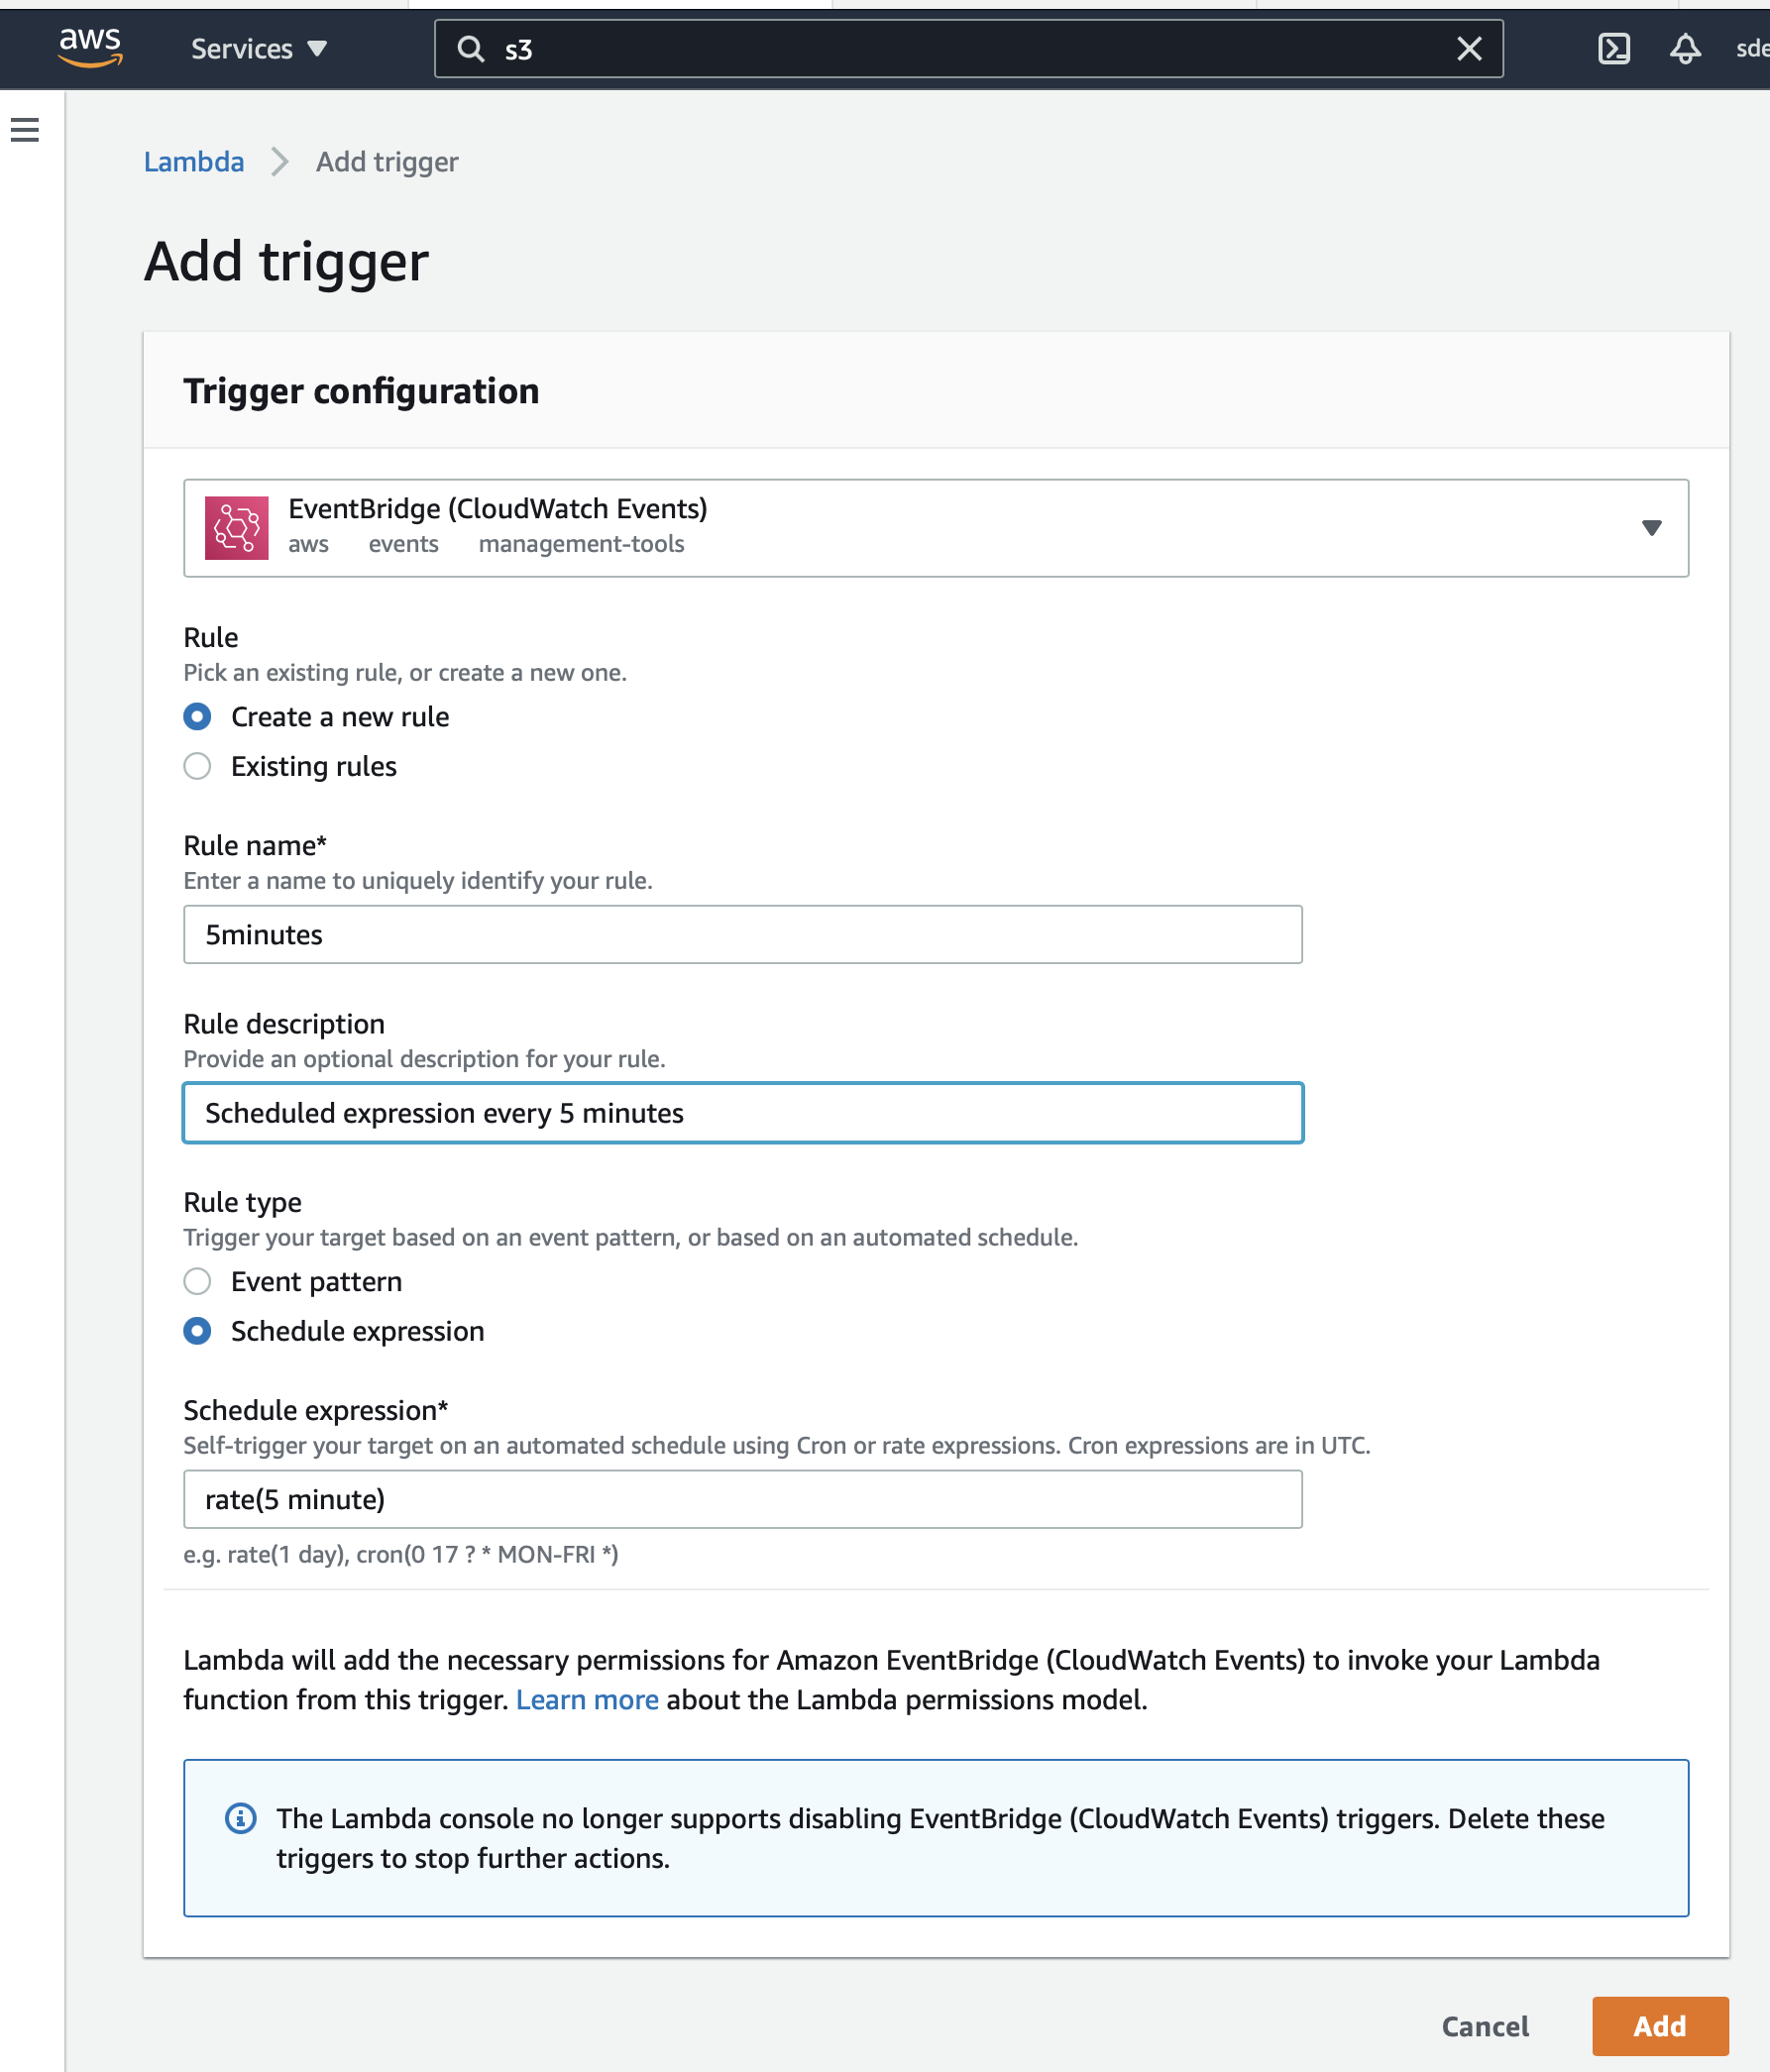 aws Services s3 sde
Lambda Add trigger
Add trigger
Trigger configuration
EventBridge (CloudWatch Events)
aws events management-tools
Rule
Pick an existing rule, or create a new one.
Create a new rule
Existing rules
Rule name*
Enter a name to uniquely identify your rule.
5minutes
Rule description
Provide an optional description for your rule.
Scheduled expression every 5 minutes
Rule type
Trigger your target based on an event pattern, or based on an automated schedule.
Event pattern
Schedule expression
Schedule expression*
Self-trigger your target on an automated schedule using Cron or rate expressions. Cron expressions are in UTC.
rate(5 minute)
e.g. rate(1 day), cron(0 17 ? * MON-FRI *)
Lambda will add the necessary permissions for Amazon EventBridge (CloudWatch Events) to invoke your Lambda
function from this trigger. Learn more about the Lambda permissions model.
The Lambda console no longer supports disabling EventBridge (CloudWatch Events) triggers. Delete these
triggers to stop further actions.
Cancel Add